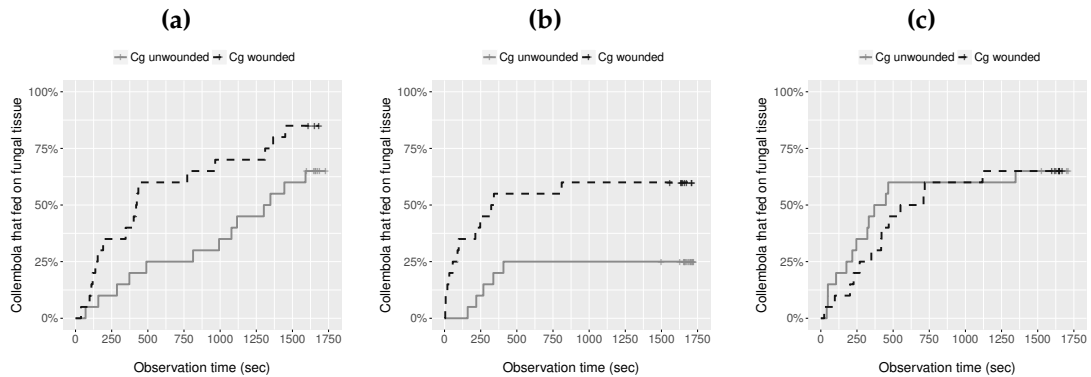 (a)
Cg unwounded Cg wounded
Collembola that fed on fungal tissue
100%
75%
50%
25%
0%
0 250 500 750 1000 1250 1500 1750
Observation time (sec)
(b)
Cg unwounded Cg wounded
Collembola that fed on fungal tissue
100%
75%
50%
25%
0%
0 250 500 750 1000 1250 1500 1750
Observation time (sec)
(c)
Cg unwounded Cg wounded
Collembola that fed on fungal tissue
100%
75%
50%
25%
0%
0 250 500 750 1000 1250 1500 1750
Observation time (sec)